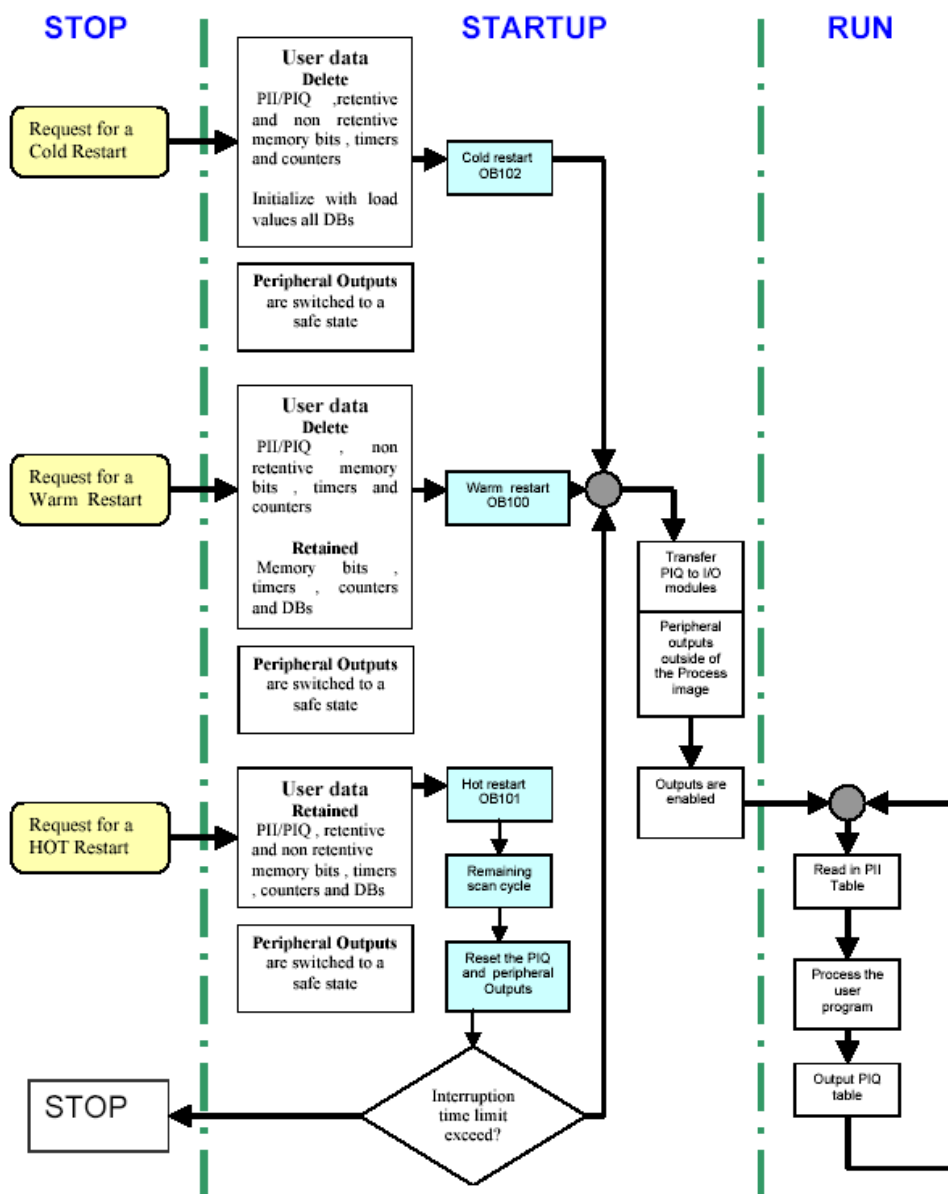 STOP
STARTUP
RUN
Request for a
Cold Restart
User data
Delete
PII/PIQ ,retentive
and non retentive
memory bits , timers
and counters
Initialize with load
values all DBs
Cold restart
OB102
Peripheral Outputs
are switched to a
safe state
Request for a
Warm Restart
User data
Delete
PII/PIQ , non
retentive memory
bits , timers and
counters
Retained
Memory bits ,
timers , counters
and DBs
Warm restart
OB100
Peripheral Outputs
are switched to a
safe state
Transfer
PIQ to I/O
modules
Peripheral
outputs
outside of
the Process
image
Outputs are
enabled
Request for a
HOT Restart
User data
Retained
PII/PIQ , retentive
and non retentive
memory bits , timers
, counters and DBs
Hot restart
OB101
Remaining
scan cycle
Reset the PIQ
and peripheral
Outputs
Peripheral Outputs
are switched to a
safe state
Interruption
time limit
exceed?
STOP
Read in PII
Table
Process the
user
program
Output PIQ
table